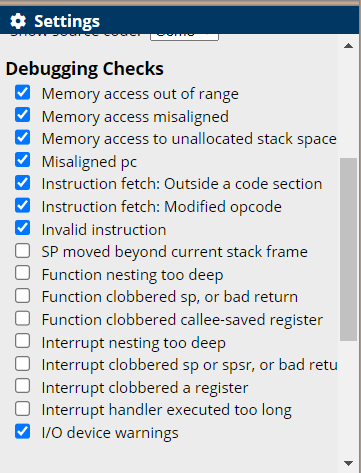 Settings
Show source code:
Debugging Checks
Memory access out of range
Memory access misaligned
Memory access to unallocated stack space
Misaligned pc
Instruction fetch: Outside a code section
Instruction fetch: Modified opcode
Invalid instruction
SP moved beyond current stack frame
Function nesting too deep
Function clobbered sp, or bad return
Function clobbered callee-saved register
Interrupt nesting too deep
Interrupt clobbered sp or spsr, or bad retu
Interrupt clobbered a register
Interrupt handler executed too long
I/O device warnings